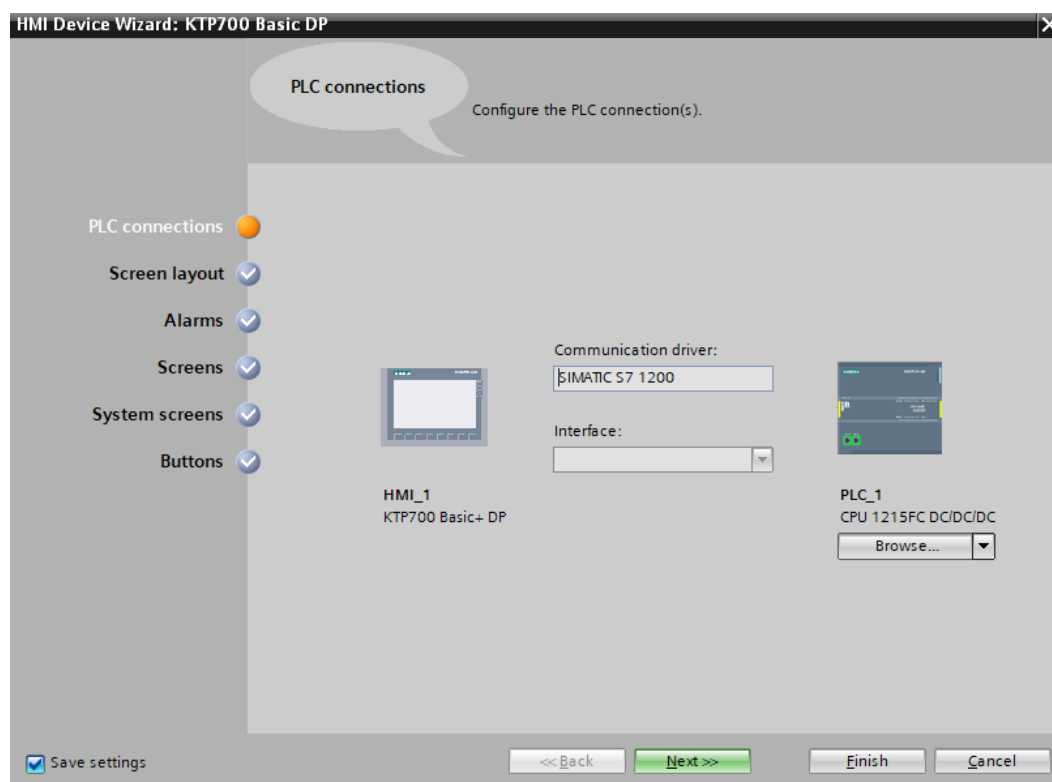 HMI Device Wizard: KTP700 Basic DP
PLC connections
Configure the PLC connection(s).
PLC connections
Screen layout
Alarms
Screens
System screens
Buttons
Communication driver:
SIMATIC S7 1200
Interface:
HMI_1
KTP700 Basic+ DP
PLC_1
CPU 1215FC DC/DC/DC
Browse...
Save settings
<< Back
Next >>
Finish
Cancel